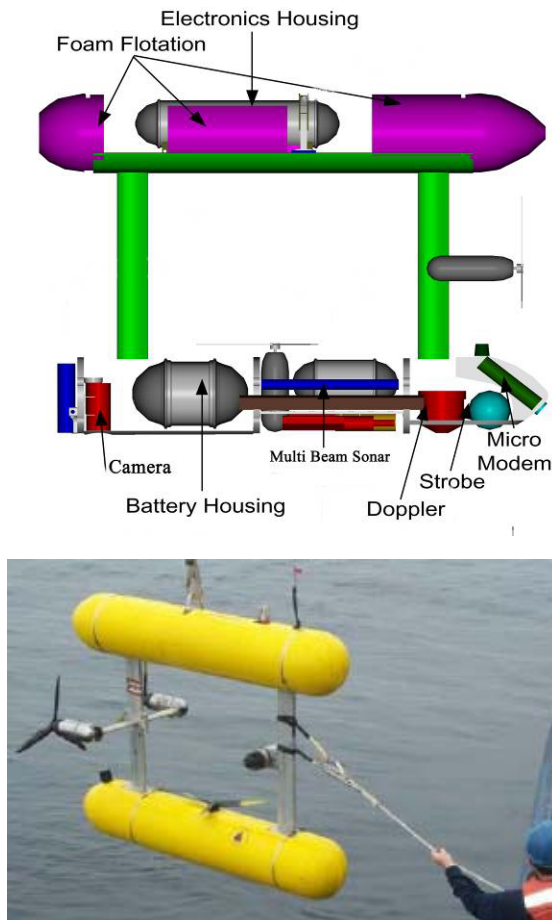 Electronics Housing
Foam Flotation
Camera
Battery Housing
Multi Beam Sonar
Doppler
Strobe
Micro
Modem